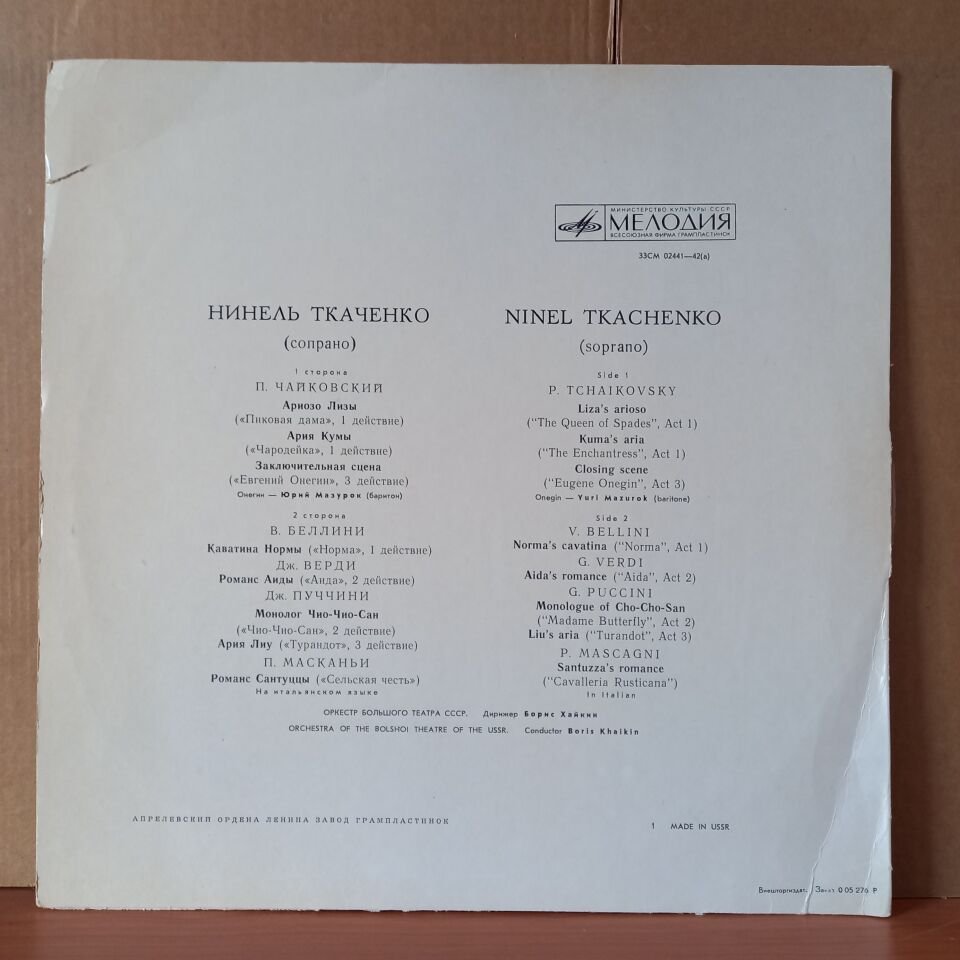 МИНИСТЕРСТВО КУЛЬТУРЫ СССР
МЕЛОДИЯ
ВСЕСОЮЗНАЯ ФИРМА ГРАМПЛАСТИНОК
33СМ 02441—42(а)
НИНЕЛЬ ТКАЧЕНКО
(сопрано)
1 сторона
П. ЧАЙКОВСКИЙ
Ариозо Лизы
(«Пиковая дама», 1 действие)
Ария Кумы
(«Чародейка», 1 действие)
Заключительная сцена
(«Евгений Онегин», 3 действие)
Онегин — Юрий Мазурок (баритон)
2 сторона
В. БЕЛЛИНИ
Каватина Нормы («Норма», 1 действие)
Дж. ВЕРДИ
Романс Аиды («Аида», 2 действие)
Дж. ПУЧЧИНИ
Монолог Чио-Чио-Сан
(«Чио-Чио-Сан», 2 действие)
Ария Лиу («Турандот», 3 действие)
П. МАСКАНЬИ
Романс Сантуццы («Сельская честь»)
На итальянском языке
NINEL TKACHENKO
(soprano)
Side 1
P. TCHAIKOVSKY
Liza's arioso
("The Queen of Spades", Act 1)
Kuma's aria
("The Enchantress", Act 1)
Closing scene
("Eugene Onegin", Act 3)
Onegin — Yuri Mazurok (baritone)
Side 2
V. BELLINI
Norma's cavatina ("Norma", Act 1)
G. VERDI
Aida's romance ("Aida", Act 2)
G. PUCCINI
Monologue of Cho-Cho-San
("Madame Butterfly", Act 2)
Liu's aria ("Turandot", Act 3)
P. MASCAGNI
Santuzza's romance
("Cavalleria Rusticana")
In Italian
ОРКЕСТР БОЛЬШОГО ТЕАТРА СССР. Дирижер Борис Хайкин
ORCHESTRA OF THE BOLSHOI THEATRE OF THE USSR. Conductor Boris Khaikin
АПРЕЛЕВСКИЙ ОРДЕНА ЛЕНИНА ЗАВОД ГРАМПЛАСТИНОК
1 MADE IN USSR
Внешторгиздат. Заказ 0 05 276 Р